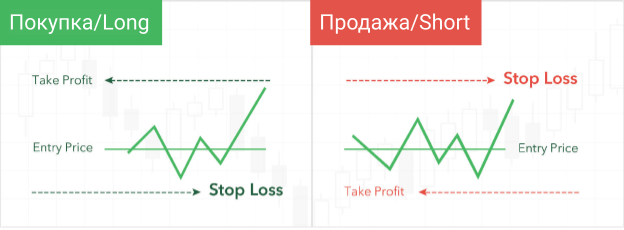 Покупка/Long
Take Profit
Entry Price
Stop Loss
Продажа/Short
Stop Loss
Entry Price
Take Profit